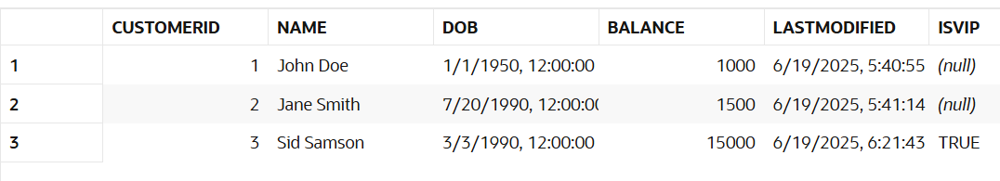 CUSTOMERID NAME DOB BALANCE LASTMODIFIED ISVIP
1 1 John Doe 1/1/1950, 12:00:00 1000 6/19/2025, 5:40:55 (null)
2 2 Jane Smith 7/20/1990, 12:00:0( 1500 6/19/2025, 5:41:14 (null)
3 3 Sid Samson 3/3/1990, 12:00:00 15000 6/19/2025, 6:21:43 TRUE